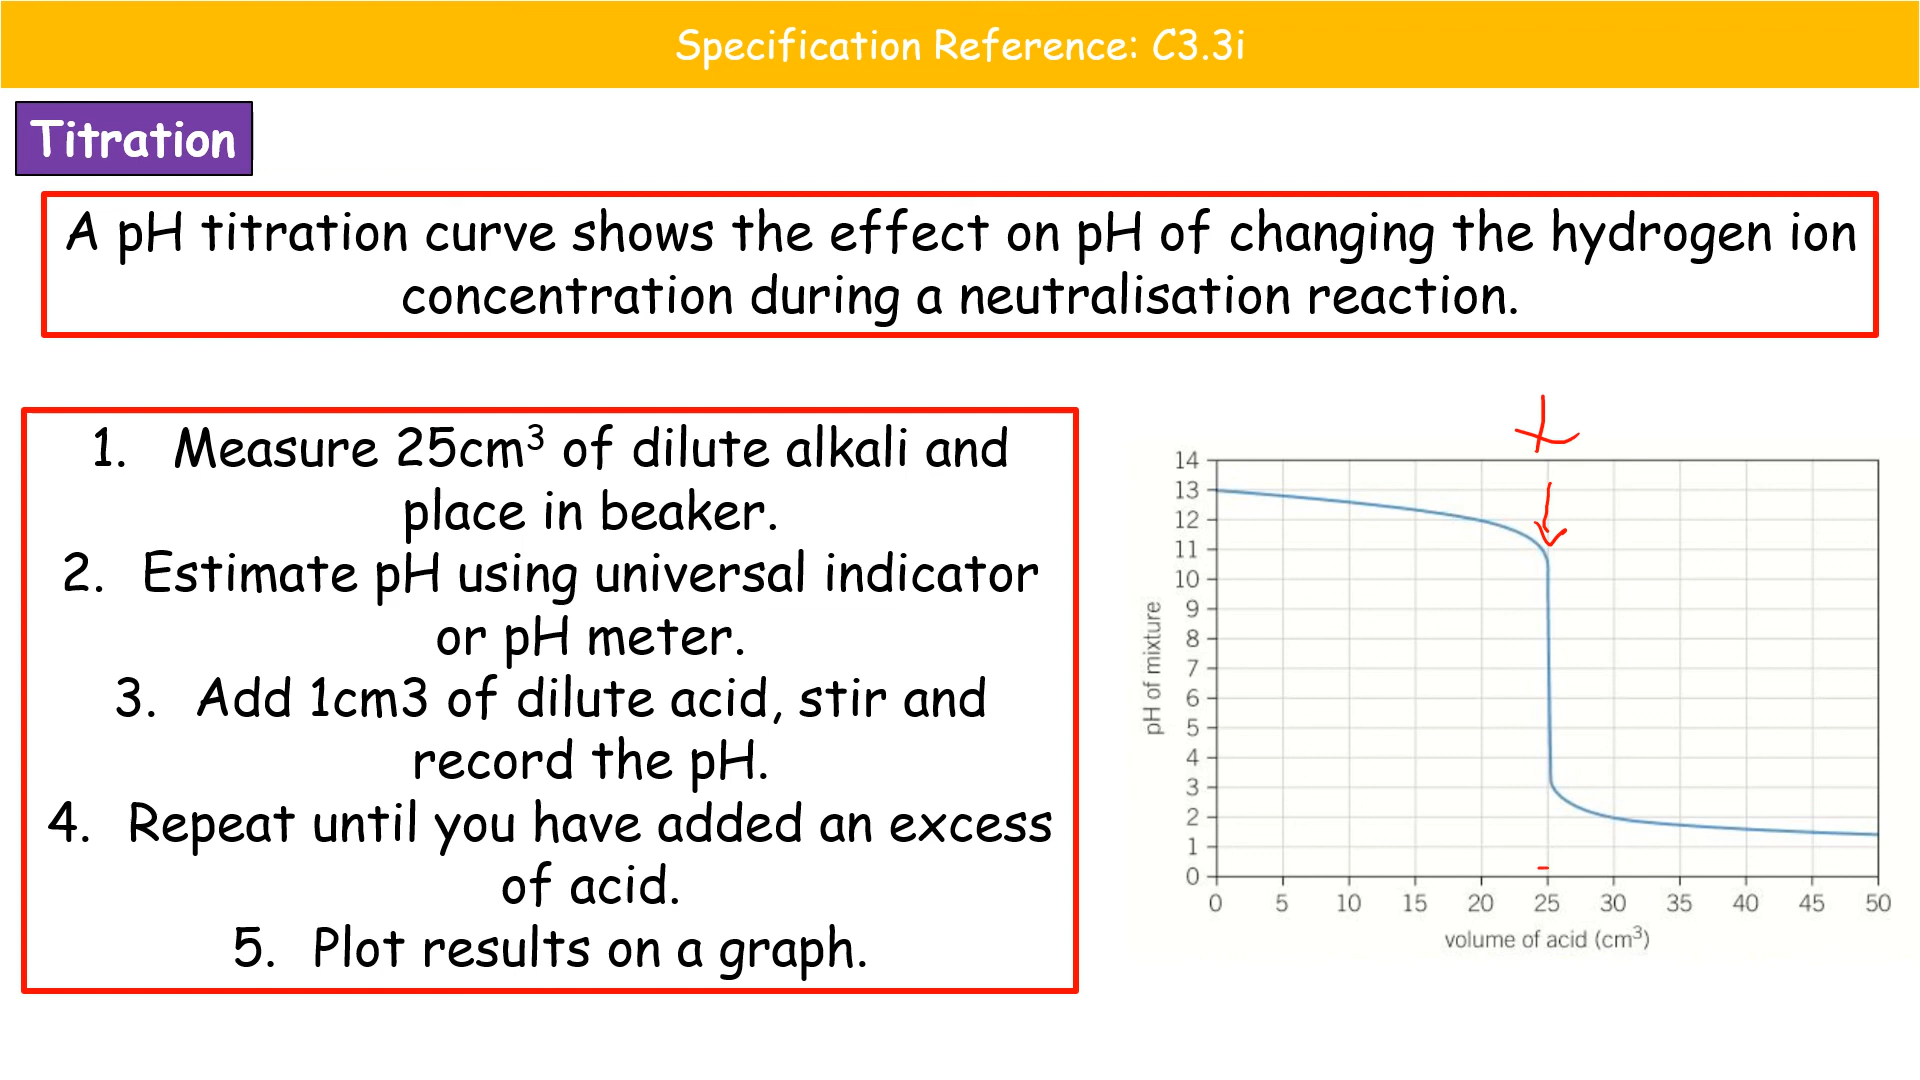 Specification Reference: C3.3i
Titration
A pH titration curve shows the effect on pH of changing the hydrogen ion
concentration during a neutralisation reaction.
1. Measure 25cm³ of dilute alkali and
place in beaker.
2. Estimate pH using universal indicator
or pH meter.
3. Add 1cm3 of dilute acid, stir and
record the pH.
4. Repeat until you have added an excess
of acid.
5. Plot results on a graph.
pH of mixture
14
13
12
11
10
9
8
7
6
5
4
3
2
1
0
0 5 10 15 20 25 30 35 40 45 50
volume of acid (cm³)